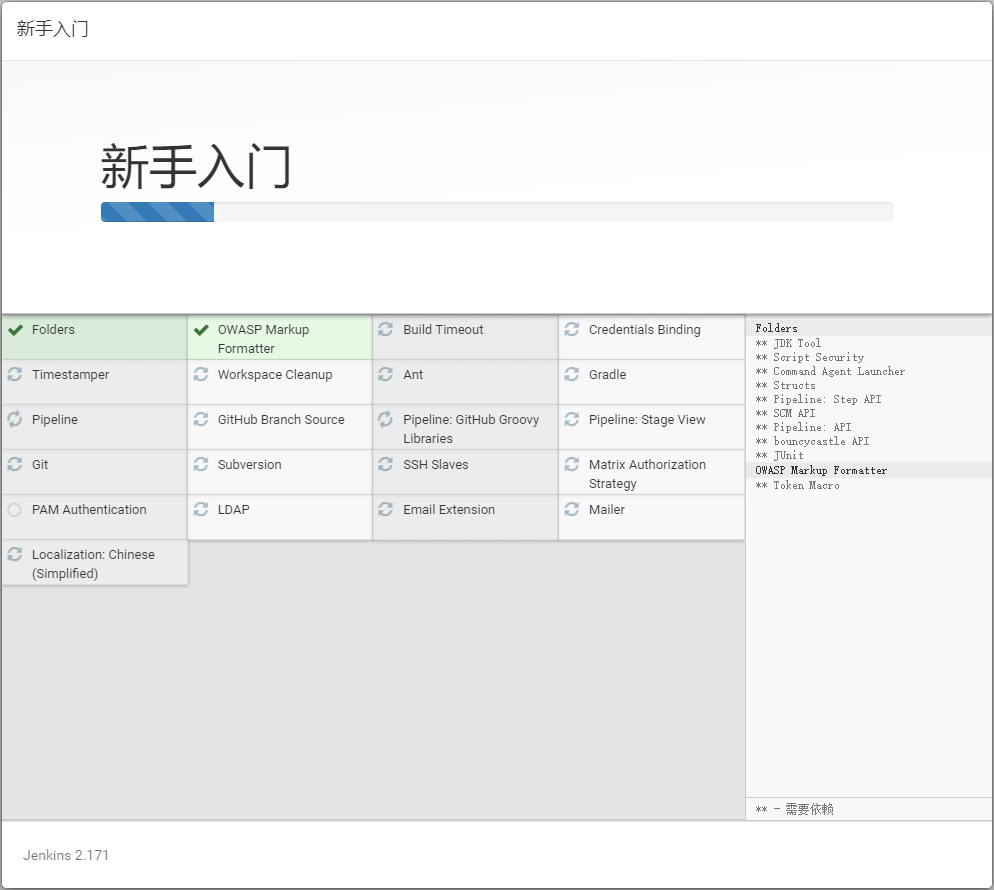 新手入门
新手入门
Folders
OWASP Markup
Formatter
Build Timeout
Credentials Binding
Timestamper
Workspace Cleanup
Ant
Gradle
Pipeline
GitHub Branch Source
Pipeline: GitHub Groovy
Libraries
Pipeline: Stage View
Git
Subversion
SSH Slaves
Matrix Authorization
Strategy
PAM Authentication
LDAP
Email Extension
Mailer
Localization: Chinese
(Simplified)
Folders
** JDK Tool
** Script Security
** Command Agent Launcher
** Structs
** Pipeline: Step API
** SCM API
** Pipeline: API
** bouncycastle API
** JUnit
OWASP Markup Formatter
** Token Macro
** - 需要依赖
Jenkins 2.171